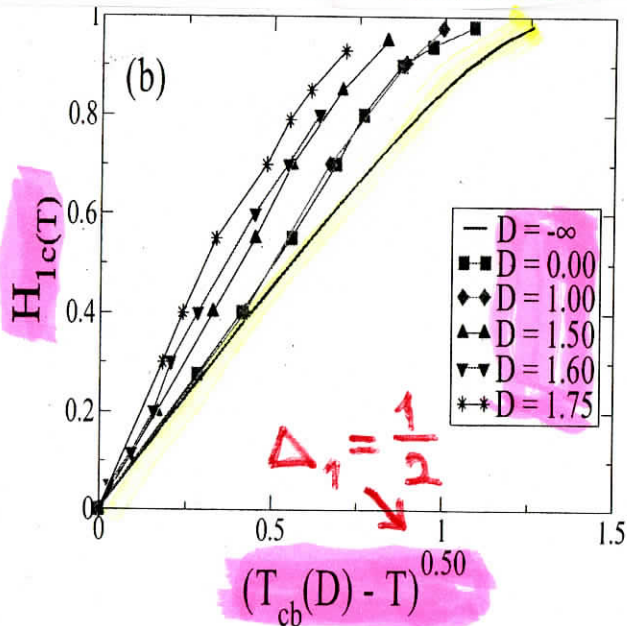 (b)
1
0.8
0.6
0.4
0.2
0
H1c(T)
D = -∞
D = 0.00
D = 1.00
D = 1.50
D = 1.60
D = 1.75
Δ1 = 1/2
0
0.5
1
1.5
(Tcb(D) - T)^0.50